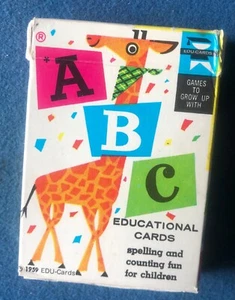 EDU-CARDS
®
GAMES
TO
GROW UP
WITH
A
B
C
EDUCATIONAL
CARDS
spelling and
counting fun
for children
1959 EDU-Cards